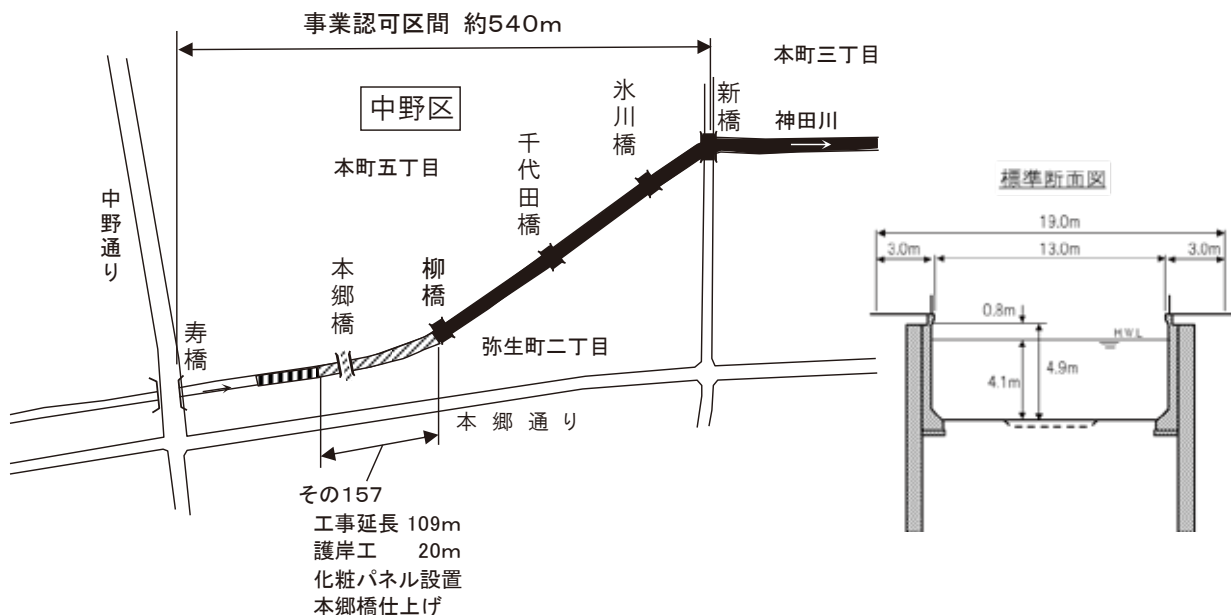 事業認可区間 約540m
本町三丁目
中野区
氷川橋
新橋
神田川
本町五丁目
千代田橋
中野通り
本郷橋
柳橋
寿橋
弥生町二丁目
本郷通り
その157
工事延長 109m
護岸工 20m
化粧パネル設置
本郷橋仕上げ
標準断面図
19.0m
3.0m
13.0m
3.0m
0.8m
H.W.L
4.9m
4.1m